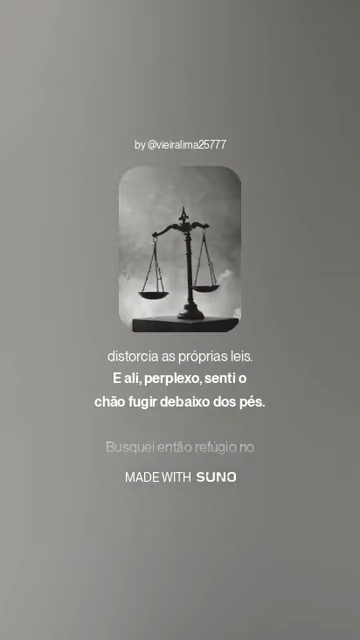 by @vieiralima25777
distorcia as próprias leis.
E ali, perplexo, senti o
chão fugir debaixo dos pés.
Busquei então refúgio no
MADE WITH SUNO